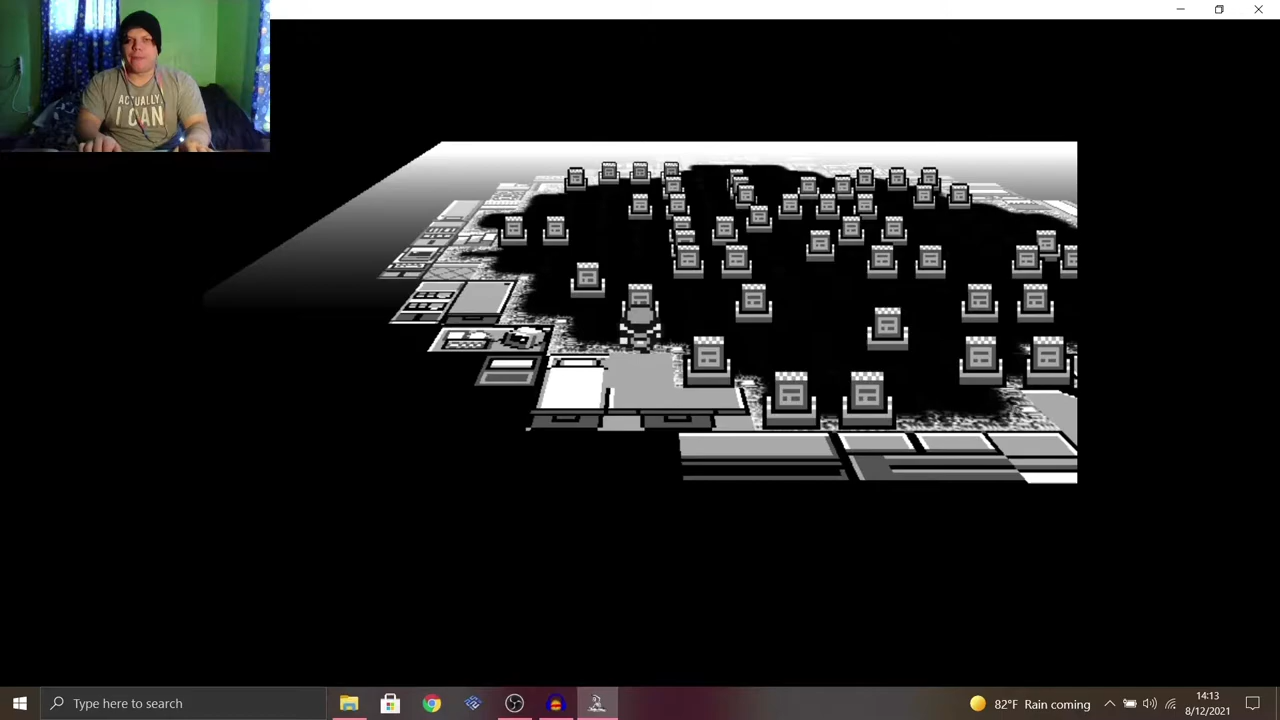 ACTUALLY
I CAN
Type here to search
82°F Rain coming
14:13
8/12/2021